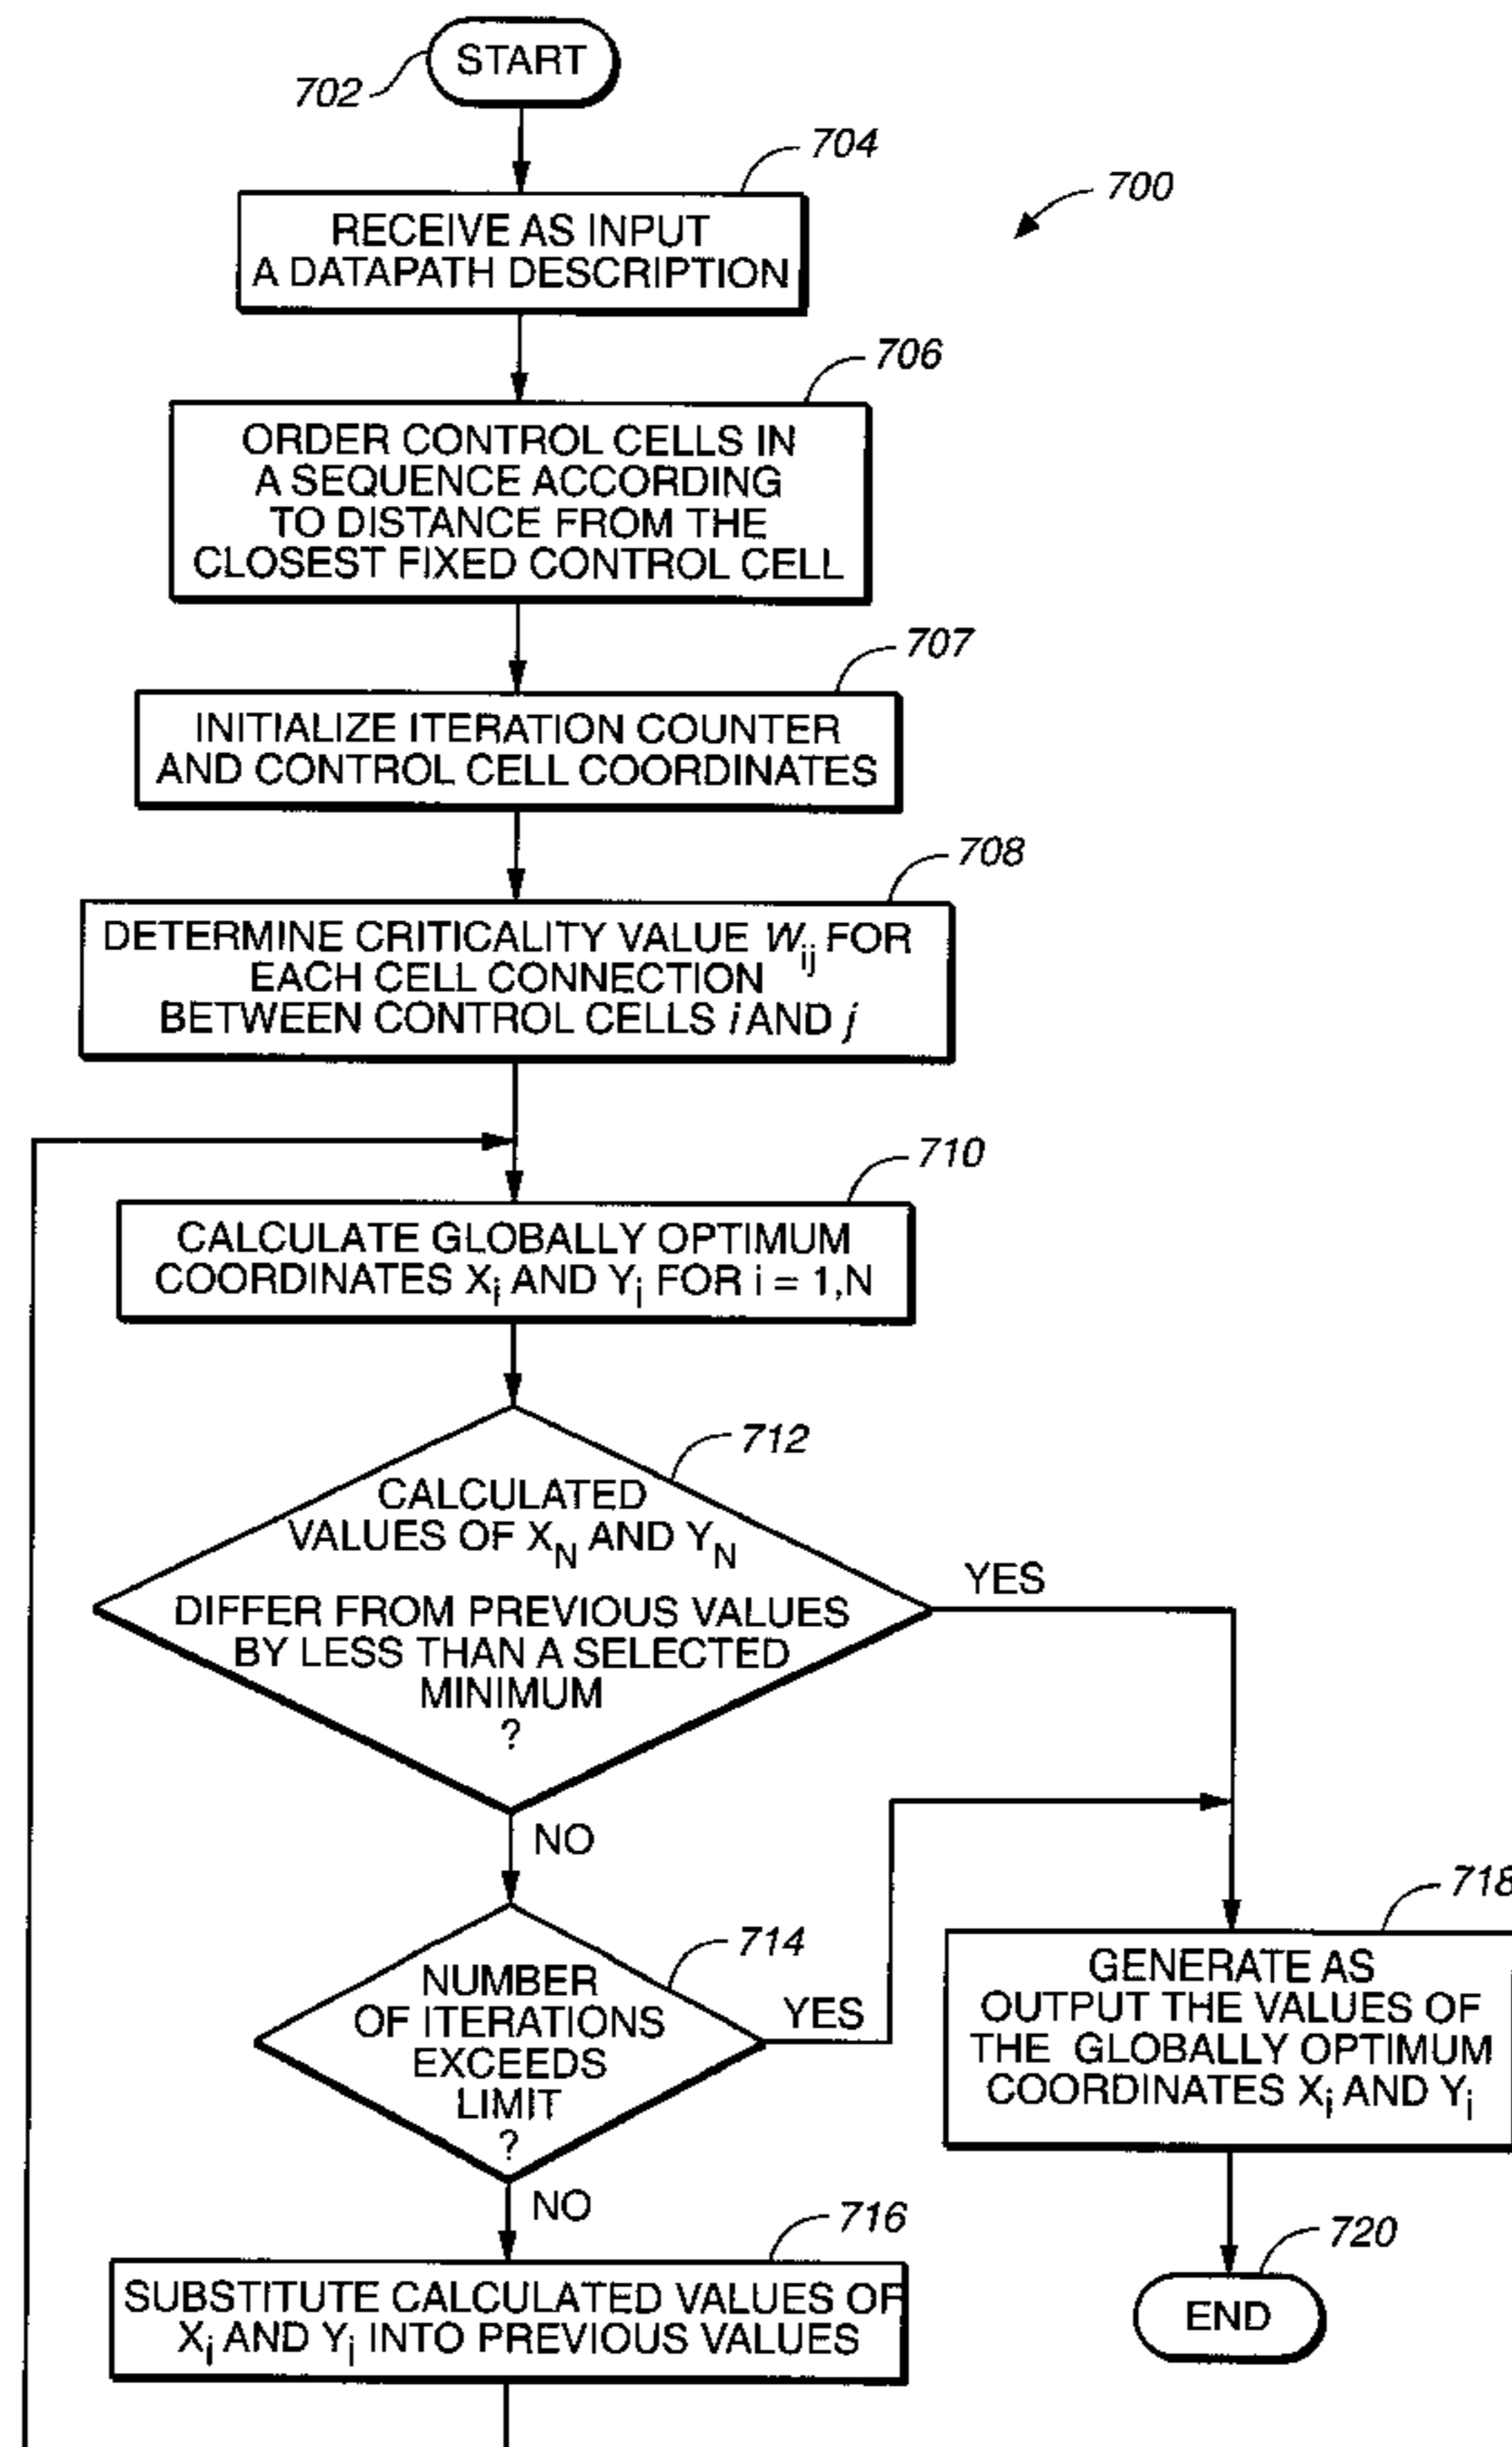 START
702
704
700
RECEIVE AS INPUT
A DATAPATH DESCRIPTION
706
ORDER CONTROL CELLS IN
A SEQUENCE ACCORDING
TO DISTANCE FROM THE
CLOSEST FIXED CONTROL CELL
707
INITIALIZE ITERATION COUNTER
AND CONTROL CELL COORDINATES
708
DETERMINE CRITICALITY VALUE Wij FOR
EACH CELL CONNECTION
BETWEEN CONTROL CELLS i AND j
710
CALCULATE GLOBALLY OPTIMUM
COORDINATES Xi AND Yi FOR i = 1,N
712
CALCULATED
VALUES OF XN AND YN
DIFFER FROM PREVIOUS VALUES
BY LESS THAN A SELECTED
MINIMUM
?
YES
NO
714
NUMBER
OF ITERATIONS
EXCEEDS
LIMIT
?
YES
NO
718
GENERATE AS
OUTPUT THE VALUES OF
THE GLOBALLY OPTIMUM
COORDINATES Xi AND Yi
716
SUBSTITUTE CALCULATED VALUES OF
Xi AND Yi INTO PREVIOUS VALUES
720
END